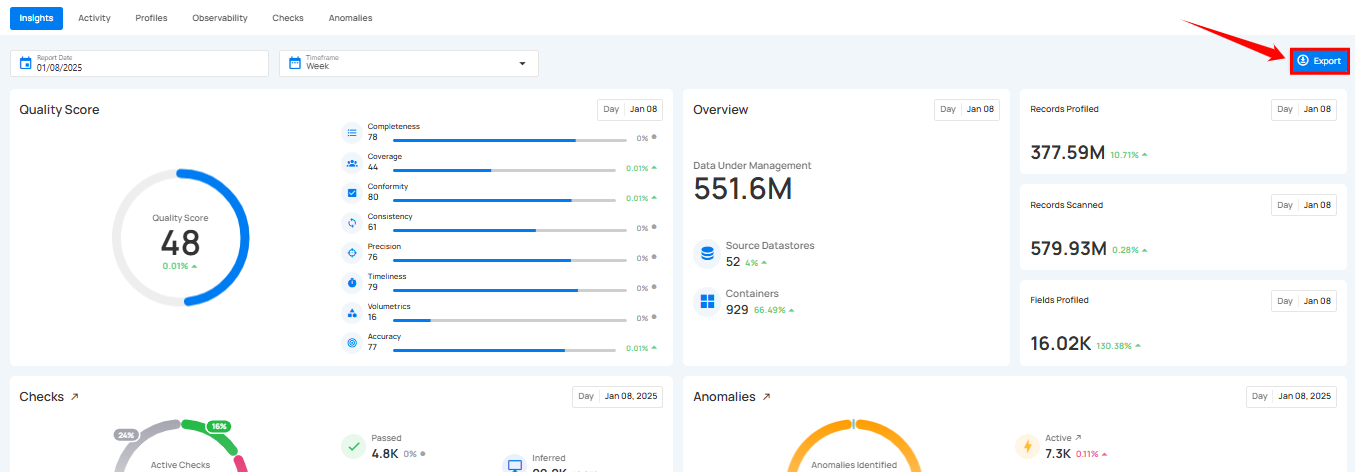 Insights Activity Profiles Observability Checks Anomalies
Report Date
01/08/2025
Timeframe
Week
Export
Quality Score
Day Jan 08
Quality Score
48
0.01%
Completeness
78
0%
Coverage
44
0.01%
Conformity
80
0.01%
Consistency
61
0%
Precision
76
0%
Timeliness
79
0%
Volumetrics
16
0%
Accuracy
77
0.01%
Overview
Day Jan 08
Data Under Management
551.6M
Source Datastores
52 4%
Containers
929 66.49%
Records Profiled
Day Jan 08
377.59M 10.71%
Records Scanned
Day Jan 08
579.93M 0.28%
Fields Profiled
Day Jan 08
16.02K 130.38%
Checks
Day Jan 08, 2025
24%
16%
Active Checks
Passed
4.8K 0%
Inferred
Anomalies
Day Jan 08, 2025
Anomalies Identified
Active
7.3K 0.11%